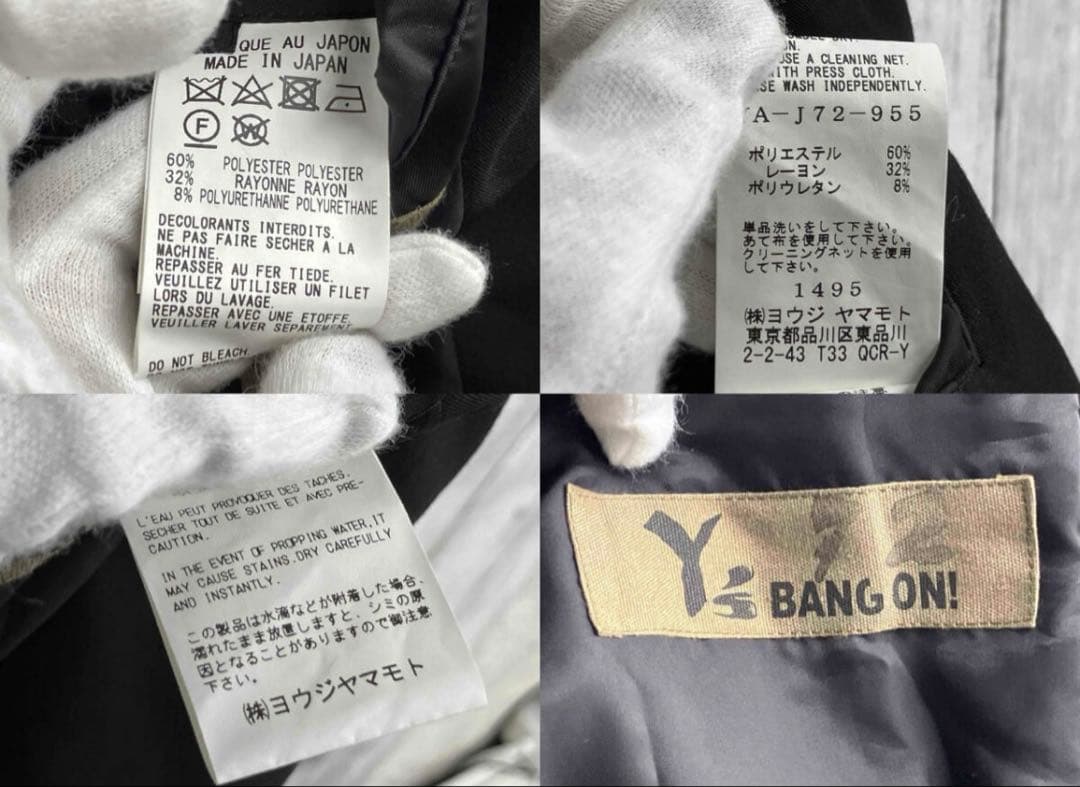 QUE AU JAPON
MADE IN JAPAN
F
W
60% POLYESTER POLYESTER
32% RAYONNE RAYON
8% POLYURETHANNE POLYURETHANE
DECOLORANTS INTERDITS.
NE PAS FAIRE SECHER A LA
MACHINE.
REPASSER AU FER TIEDE.
VEUILLEZ UTILISER UN FILET
LORS DU LAVAGE.
REPASSER AVEC UNE ETOFFE.
VEUILLER LAVER SEPAREMENT
DO NOT BLEACH
USE A CLEANING NET.
WITH PRESS CLOTH.
SE WASH INDEPENDENTLY.
A-J72-955
ポリエステル 60%
レーヨン 32%
ポリウレタン 8%
単品洗いをして下さい。
あて布を使用して下さい。
クリーニングネットを使用
して下さい。
1495
㈱ヨウジ ヤマモト
東京都品川区東品川
2-2-43 T33 QCR-Y
L'EAU PEUT PROVOQUER DES TACHES.
SECHER TOUT DE SUITE ET AVEC PRE-
CAUTION.
IN THE EVENT OF PROPPING WATER,IT
MAY CAUSE STAINS.DRY CAREFULLY
AND INSTANTLY.
この製品は水滴などが附着した場合、
濡れたまま放置しますと、シミの原
因となることがありますので御注意
下さい。
㈱ヨウジヤマモト
Y's BANG ON!